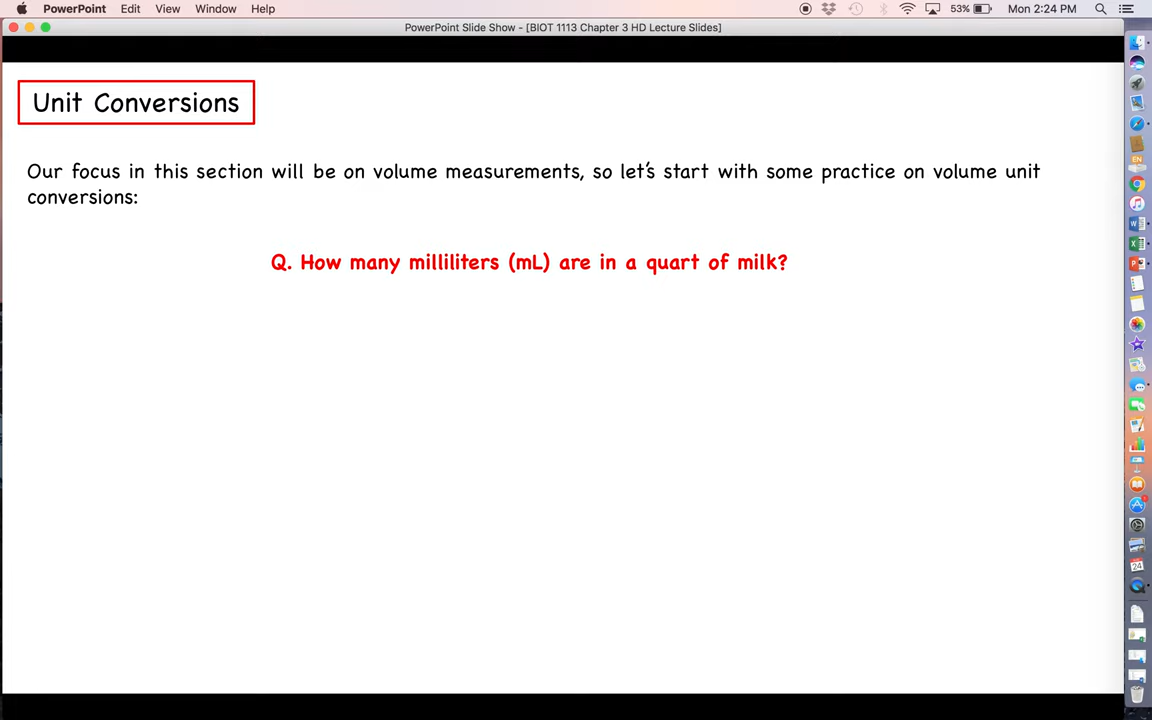 PowerPoint Edit View Window Help 53% Mon 2:24 PM
PowerPoint Slide Show - [BIOT 1113 Chapter 3 HD Lecture Slides]
Unit Conversions
Our focus in this section will be on volume measurements, so let's start with some practice on volume unit
conversions:
Q. How many milliliters (mL) are in a quart of milk?
EN
24